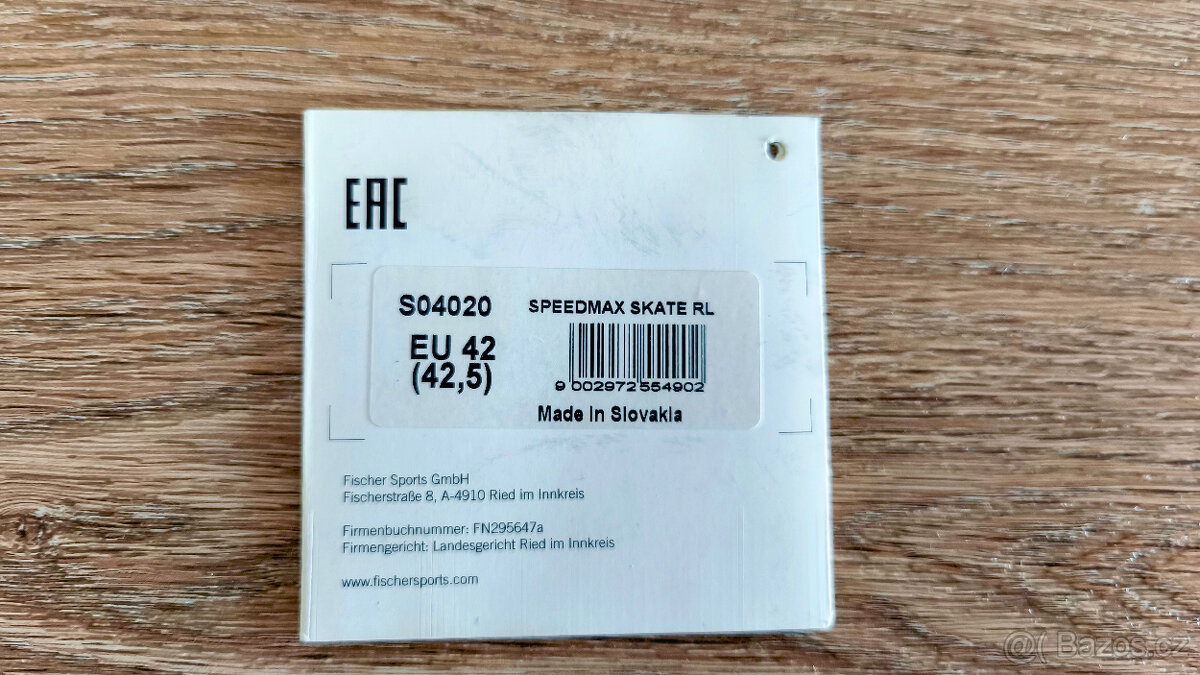 EAC
S04020 SPEEDMAX SKATE RL
EU 42
(42,5)
9 002972 554902
Made In Slovakia
Fischer Sports GmbH
Fischerstraße 8, A-4910 Ried im Innkreis
Firmenbuchnummer: FN295647a
Firmengericht: Landesgericht Ried im Innkreis
www.fischersports.com
@( Bazos.cz